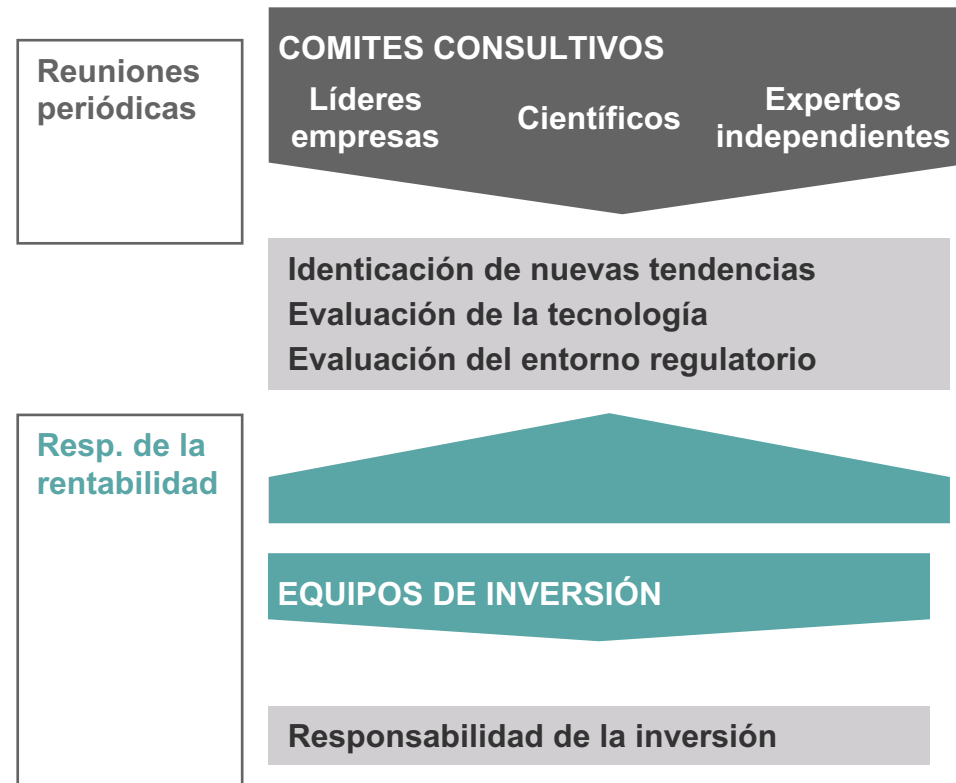 Reuniones
periódicas
COMITES CONSULTIVOS
Líderes
empresas
Científicos
Expertos
independientes
Identicación de nuevas tendencias
Evaluación de la tecnología
Evaluación del entorno regulatorio
Resp. de la
rentabilidad
EQUIPOS DE INVERSIÓN
Responsabilidad de la inversión